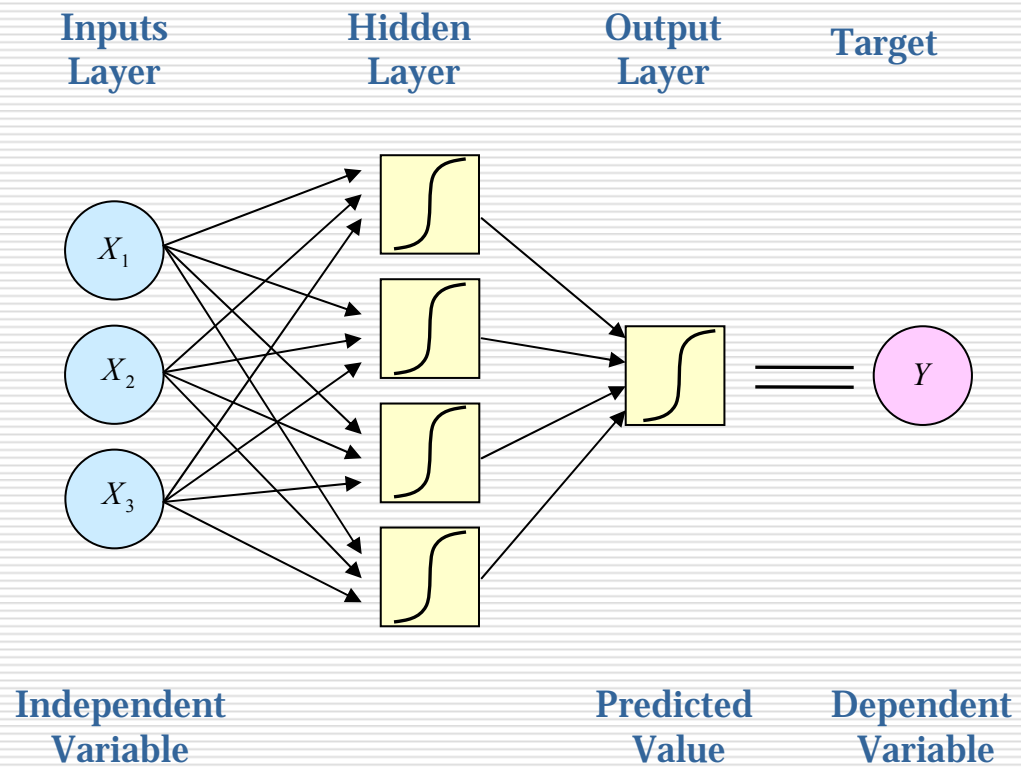 Inputs
Layer
Hidden
Layer
Output
Layer
Target
X₁
X₂
X₃
Y
Independent
Variable
Predicted
Value
Dependent
Variable